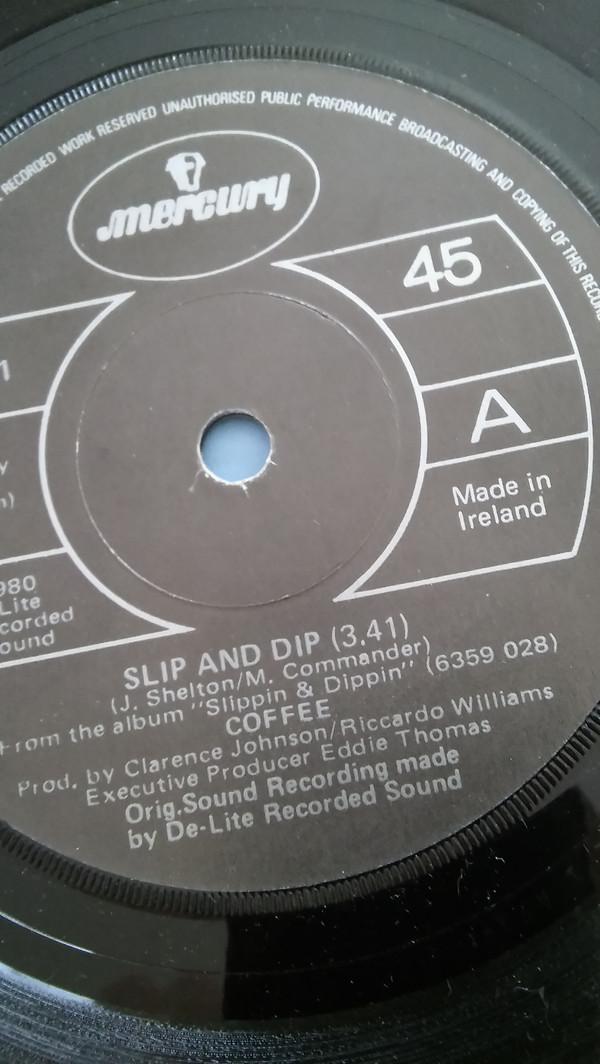 RECORDED WORK RESERVED UNAUTHORISED PUBLIC PERFORMANCE BROADCASTING AND COPYING OF THIS RECORD
mercury
45
1
A
Made in
Ireland
y
n)
980
Lite
corded
ound
SLIP AND DIP (3.41)
(J. Shelton/M. Commander)
From the album "Slippin & Dippin" (6359 028)
COFFEE
Prod. by Clarence Johnson/Riccardo Williams
Executive Producer Eddie Thomas
Orig.Sound Recording made
by De-Lite Recorded Sound